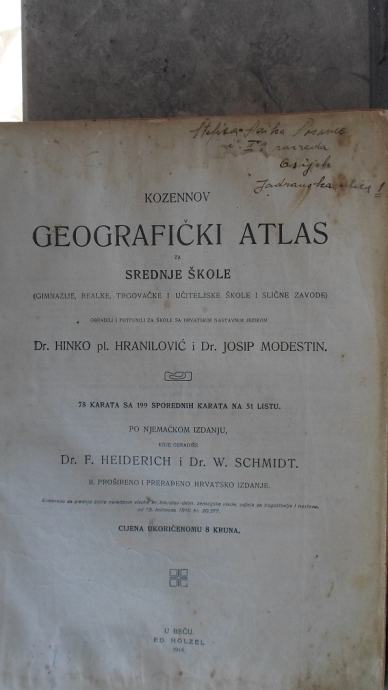 Osijek
KOZENNOV
GEOGRAFIČKI ATLAS
ZA
SREDNJE ŠKOLE
(GIMNAZIJE, REALKE, TRGOVAČKE I UČITELJSKE ŠKOLE I SLIČNE ZAVODE)
OBRADILI I POPUNILI ZA ŠKOLE SA HRVATSKIM NASTAVNIM JEZIKOM
Dr. HINKO pl. HRANILOVIĆ i Dr. JOSIP MODESTIN.
78 KARATA SA 199 SPOREDNIH KARATA NA 51 LISTU.
PO NJEMAČKOM IZDANJU,
KOJE OBRADIŠE
Dr. F. HEIDERICH i Dr. W. SCHMIDT.
II. PROŠIRENO I PRERAĐENO HRVATSKO IZDANJE.
CIJENA UKORIČENOMU 8 KRUNA.
U BEČU.
ED. HÖLZEL